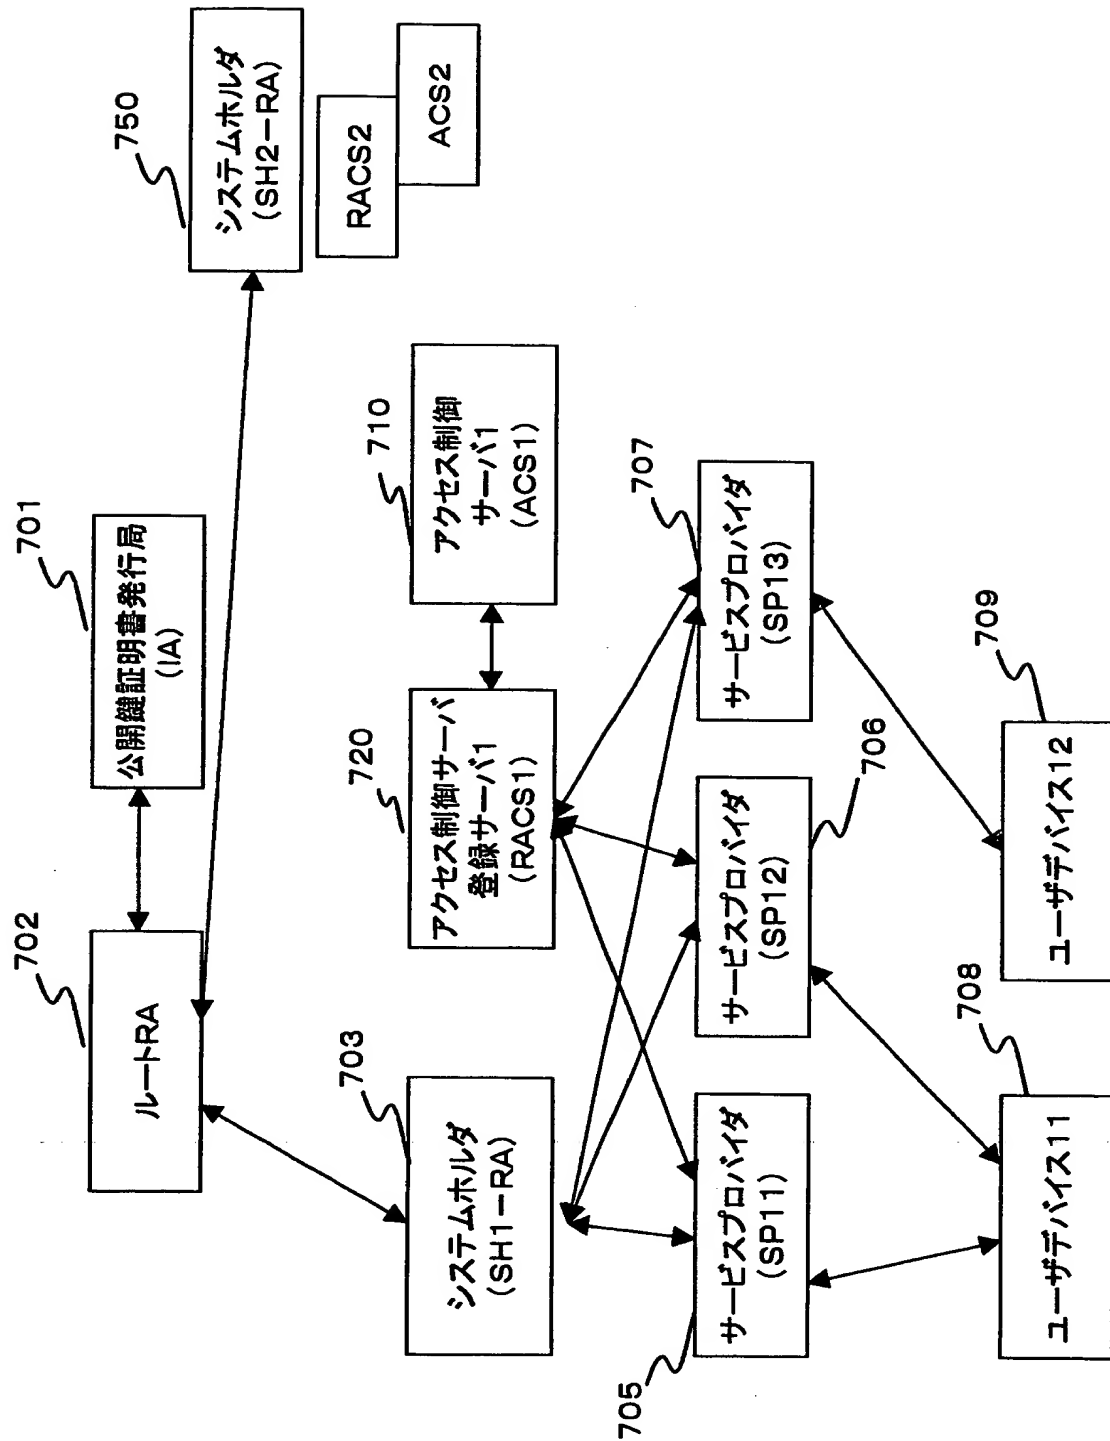 702
ルートRA
701
公開鍵証明書発行局
(IA)
750
システムホルダ
(SH2-RA)
RACS2
ACS2
703
システムホルダ
(SH1-RA)
720
アクセス制御サーバ
登録サーバ1
(RACS1)
710
アクセス制御
サーバ1
(ACS1)
705
サービスプロバイダ
(SP11)
サービスプロバイダ
(SP12)
706
707
サービスプロバイダ
(SP13)
708
ユーザデバイス11
709
ユーザデバイス12